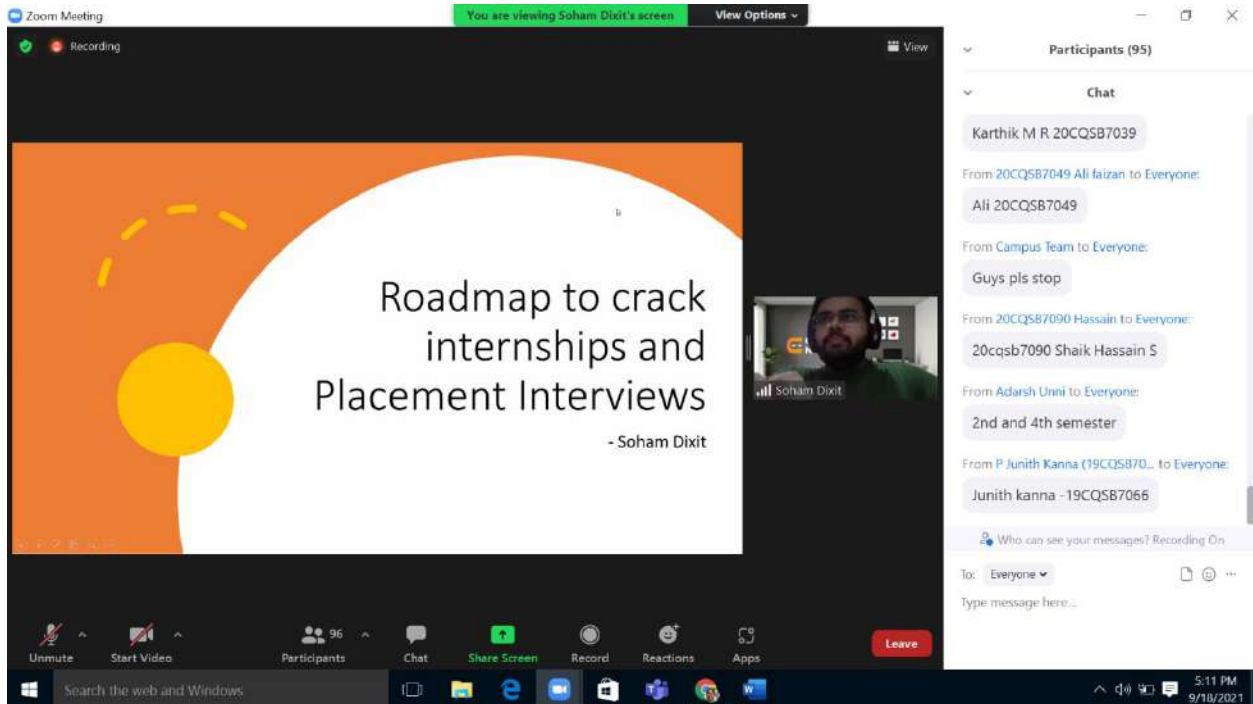 Zoom Meeting
You are viewing Soham Dixit's screen
View Options
Recording
View
Participants (95)
Chat
Karthik M R 20CQSB7039
From 20CQSB7049 Ali faizan to Everyone:
Ali 20CQSB7049
From Campus Team to Everyone:
Guys pls stop
From 20CQSB7090 Hassain to Everyone:
20cqsb7090 Shaik Hassain S
From Adarsh Unni to Everyone:
2nd and 4th semester
From P Junith Kanna (19CQSB70... to Everyone:
Junith kanna -19CQSB7066
Who can see your messages? Recording On
To: Everyone
Type message here...
Roadmap to crack
internships and
Placement Interviews
- Soham Dixit
Soham Dixit
Unmute
Start Video
96
Participants
Chat
Share Screen
Record
Reactions
Apps
Leave
Search the web and Windows
5:11 PM
9/18/2021